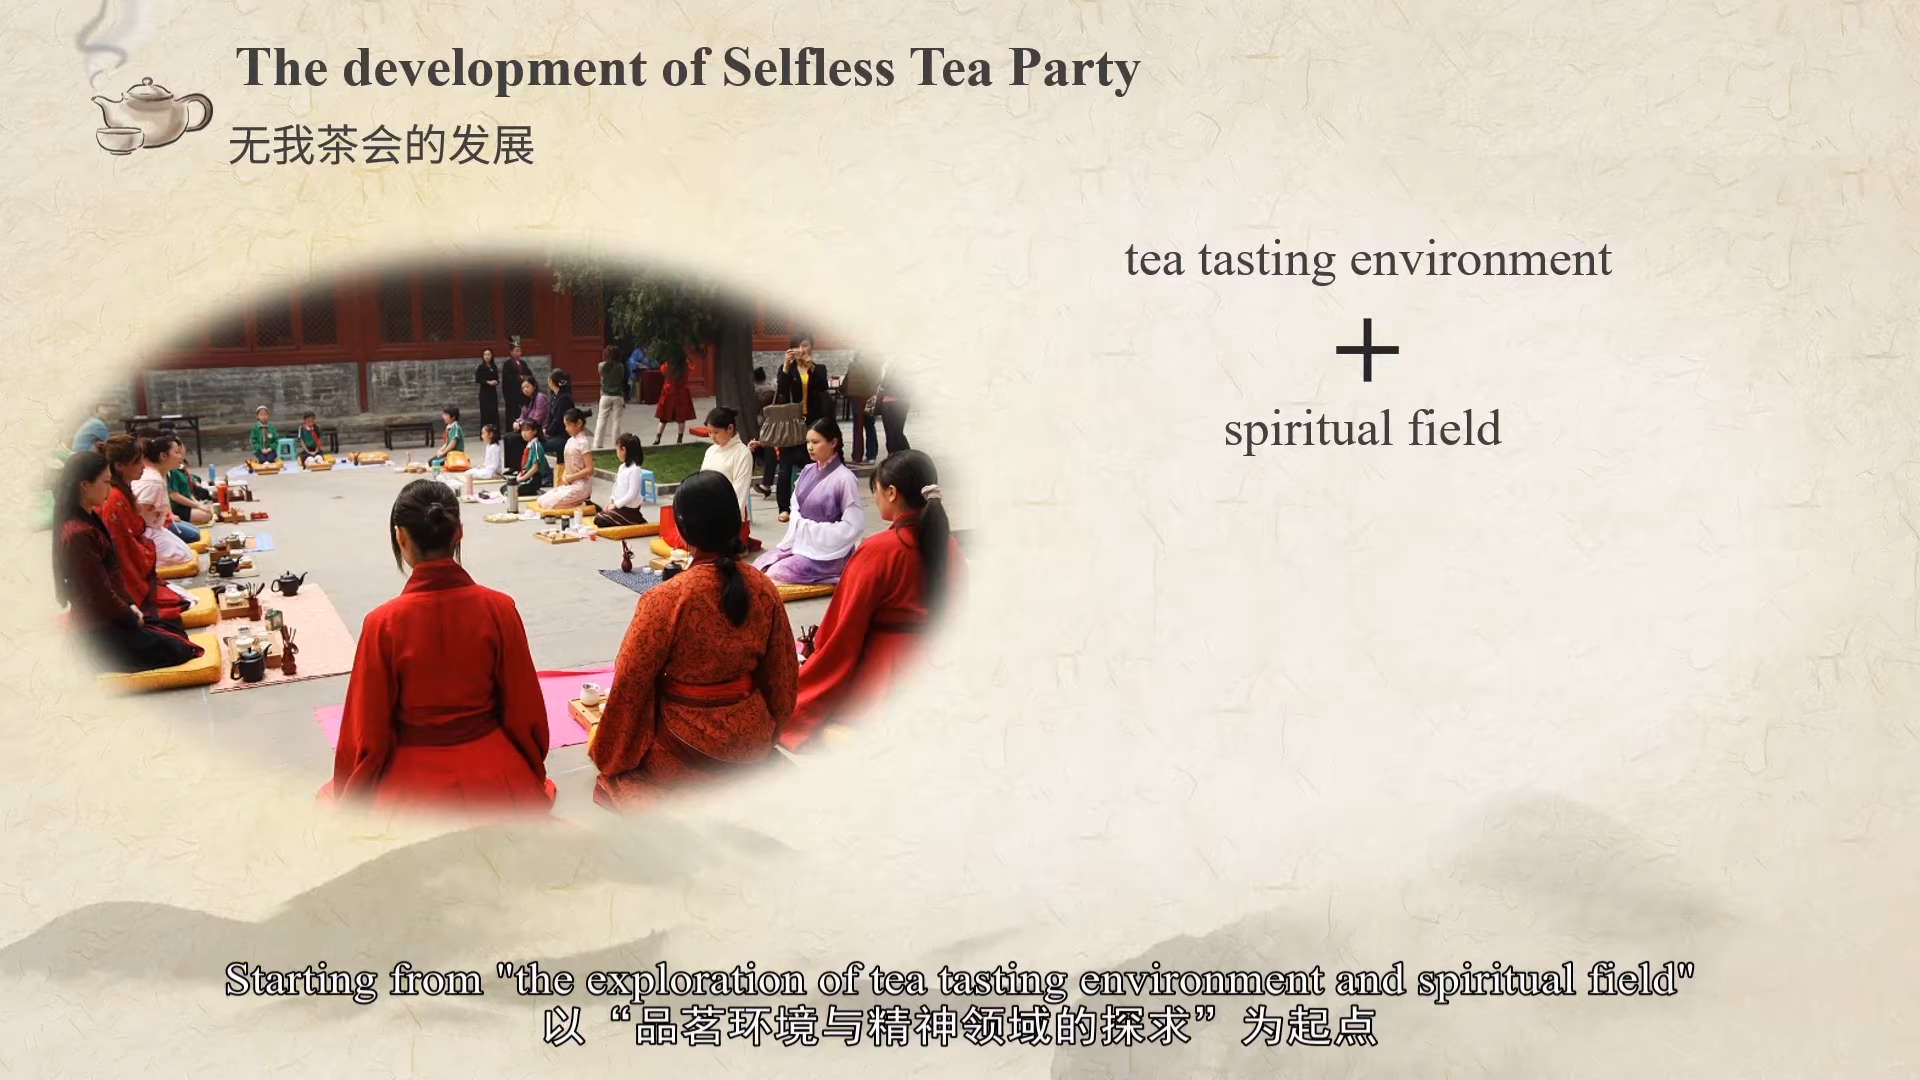 The development of Selfless Tea Party
无我茶会的发展
tea tasting environment
+
spiritual field
Starting from "the exploration of tea tasting environment and spiritual field"
以“品茗环境与精神领域的探求”为起点